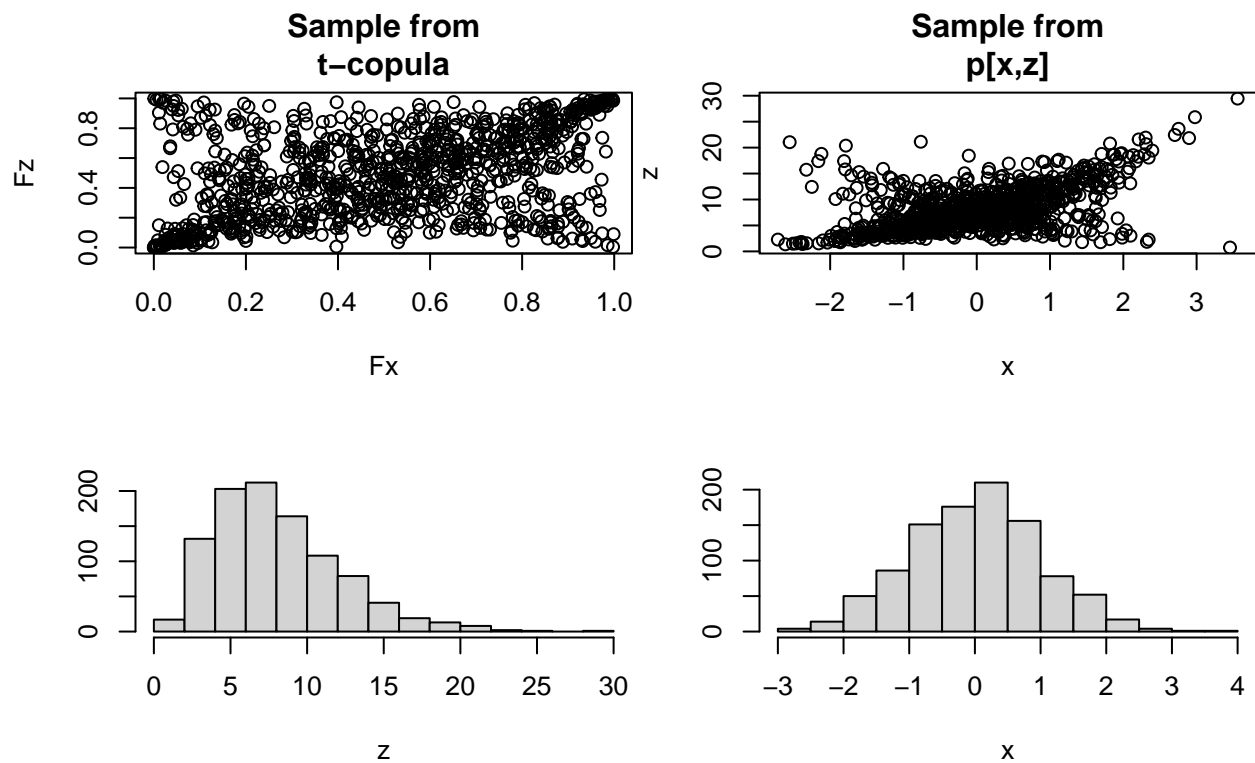 Sample from
t−copula
Fz
0.0 0.4 0.8
0.0 0.2 0.4 0.6 0.8 1.0
Fx
Sample from
p[x,z]
z
0 10 20 30
−2 −1 0 1 2 3
x
0 100 200
0 5 10 15 20 25 30
z
0 100 200
−3 −2 −1 0 1 2 3 4
x